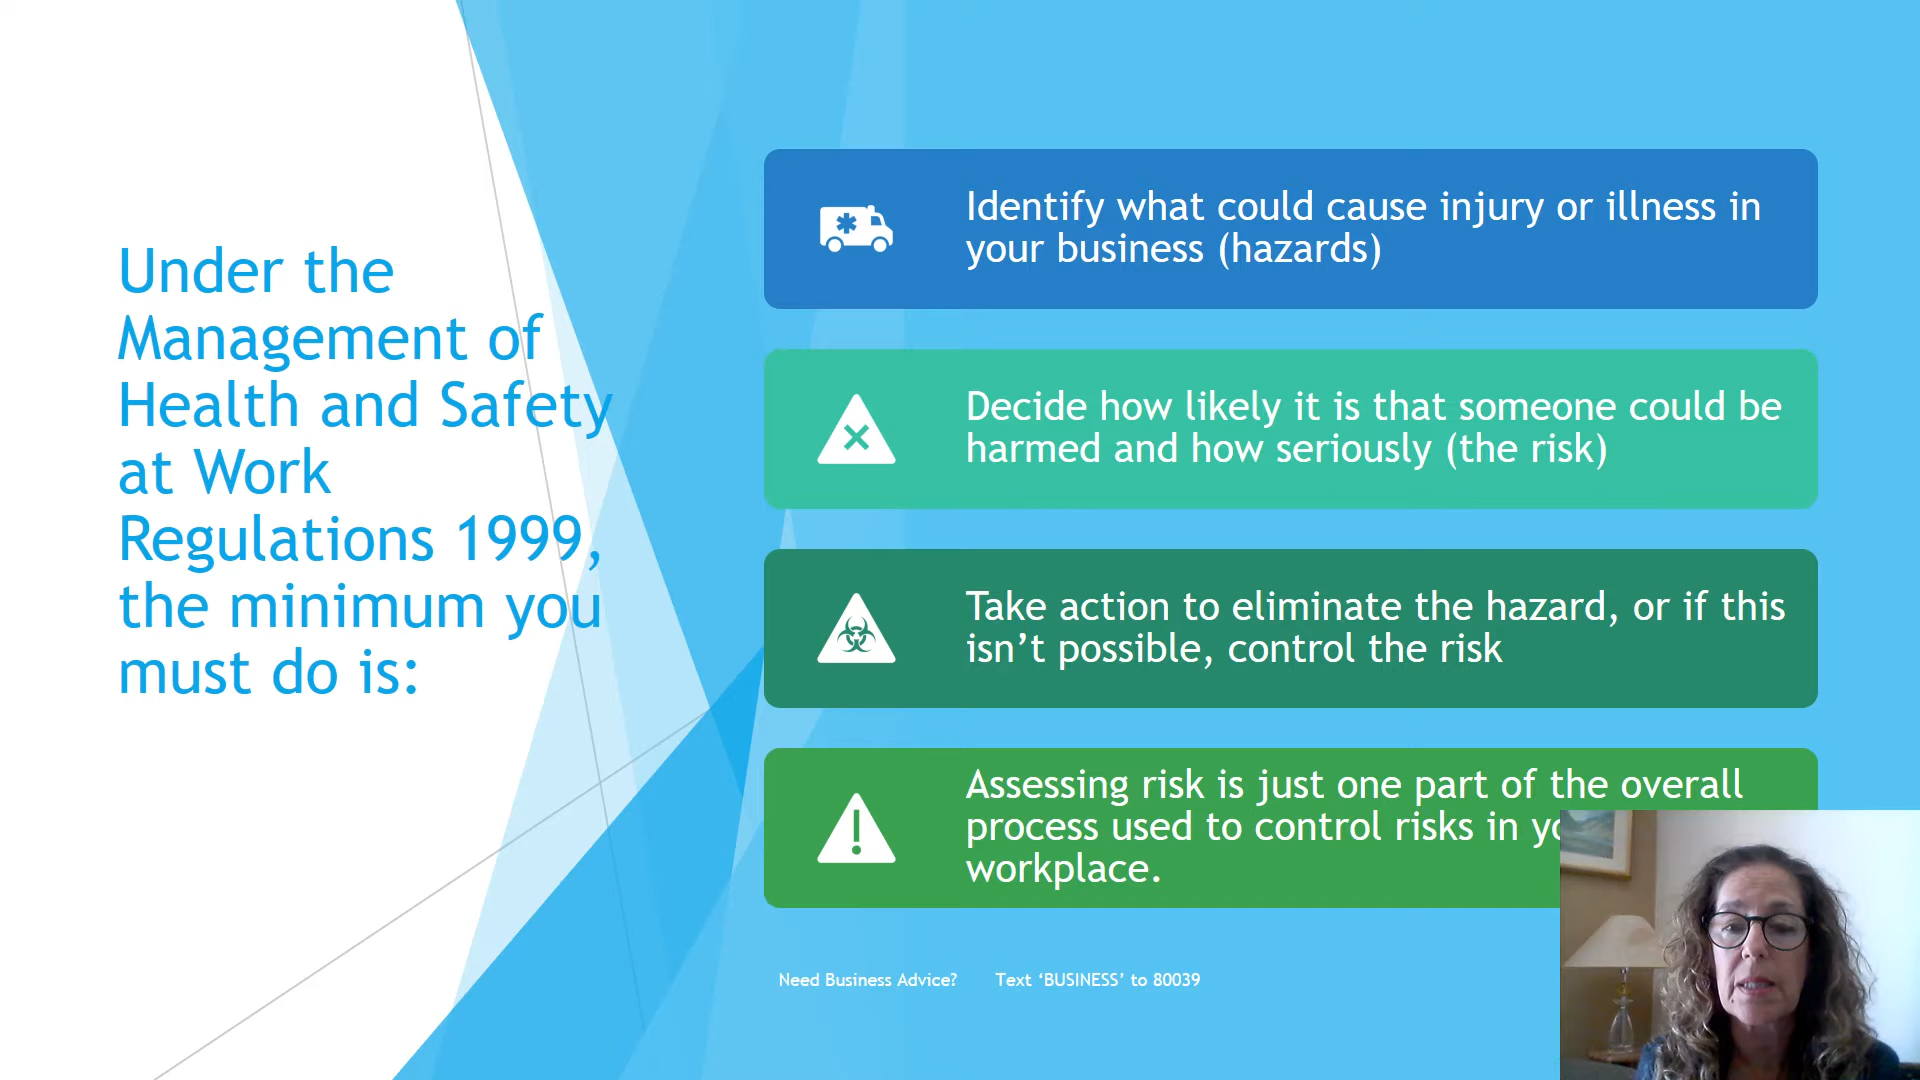 Under the
Management of
Health and Safety
at Work
Regulations 1999,
the minimum you
must do is:
Identify what could cause injury or illness in
your business (hazards)
Decide how likely it is that someone could be
harmed and how seriously (the risk)
Take action to eliminate the hazard, or if this
isn’t possible, control the risk
Assessing risk is just one part of the overall
process used to control risks in
workplace.
Need Business Advice? Text ‘BUSINESS’ to 80039